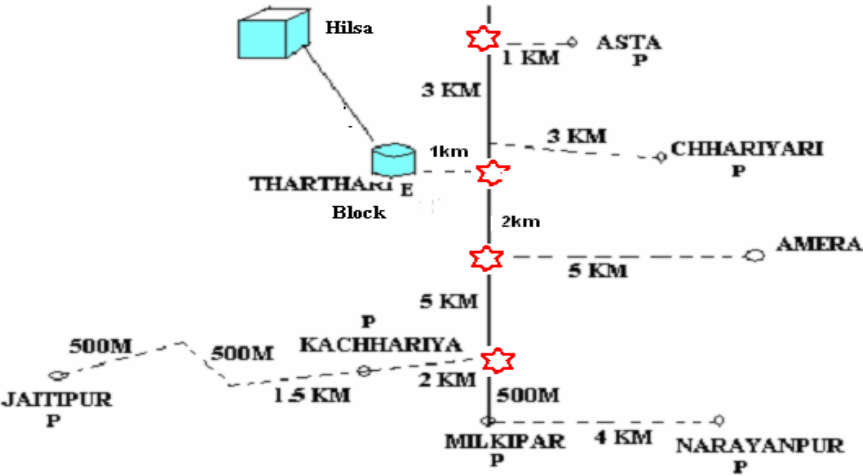 Hilsa
ASTA
P
1 KM
3 KM
3 KM
CHHARIYARI
P
1km
THARTHARI E
Block
2km
AMERA
5 KM
5 KM
P
KACHHARIYA
500M
500M
2 KM
1.5 KM
500M
JAITIPUR
P
MILKIPAR
P
4 KM
NARAYANPUR
P